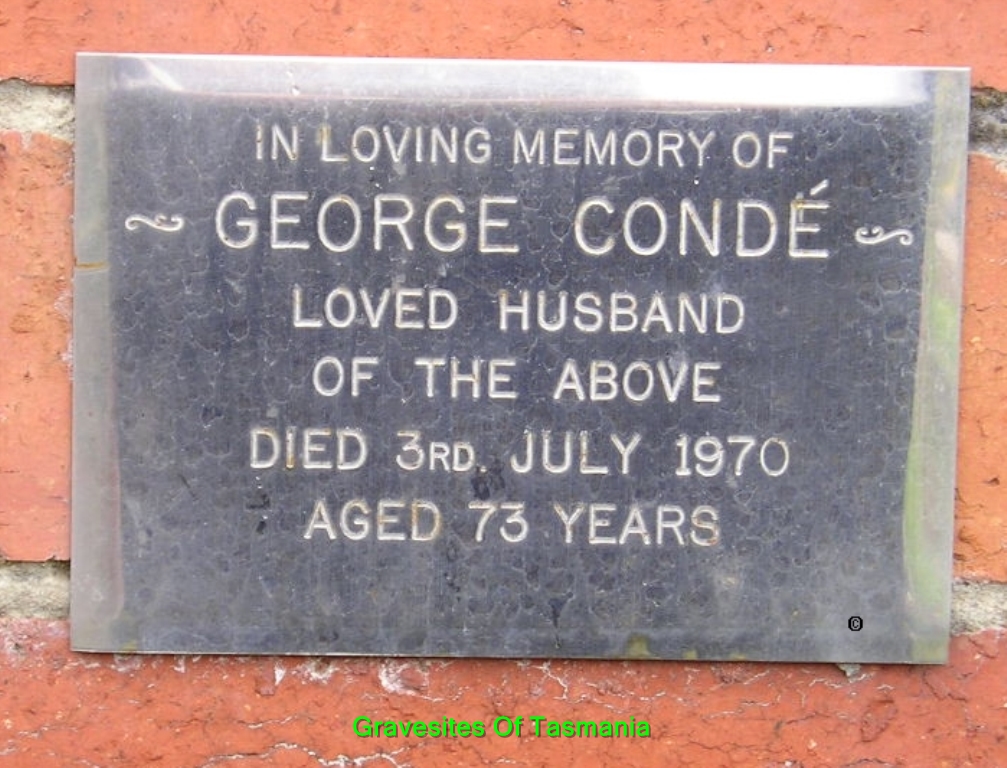 IN LOVING MEMORY OF
GEORGE CONDÉ
LOVED HUSBAND
OF THE ABOVE
DIED 3RD. JULY 1970
AGED 73 YEARS
©
Gravesites Of Tasmania